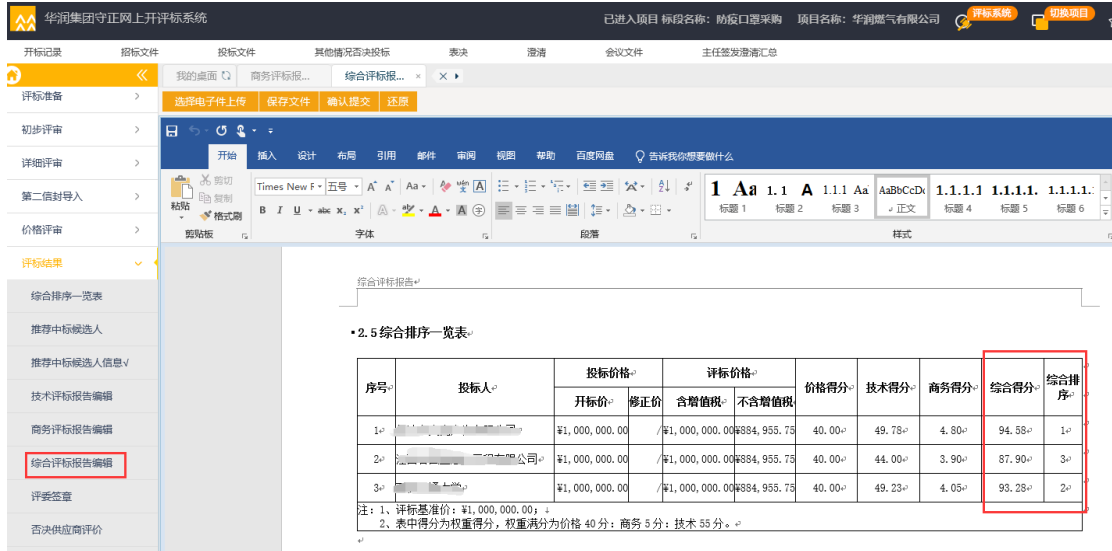 华润集团守正网上开评标系统 已进入项目 标段名称：防疫口罩采购 项目名称：华润燃气有限公司 评标系统 切换项目
开标记录 招标文件 投标文件 其他情况否决投标 表决 澄清 会议文件 主任签发澄清汇总
我的桌面 商务评标报... 综合评标报... ×
选择电子件上传 保存文件 确认提交 还原
评标准备
初步评审
详细评审
第二信封导入
价格评审
评标结果
综合排序一览表
推荐中标候选人
推荐中标候选人信息√
技术评标报告编辑
商务评标报告编辑
综合评标报告编辑
评委签章
否决供应商评价
开始 插入 设计 布局 引用 邮件 审阅 视图 帮助 百度网盘 告诉我你想要做什么
粘贴 剪切 复制 格式刷
Times New F 五号
1 Aa 1.1 A 1.1.1 Aa AaBbCcDc 1.1.1.1 1.1.1.1. 1.1.1.1.
标题 1 标题 2 标题 3 正文 标题 4 标题 5 标题 6
剪贴板 字体 段落 样式
综合评标报告
2.5 综合排序一览表
序号 投标人 投标价格 评标价格 价格得分 技术得分 商务得分 综合得分 综合排序
开标价 修正价 含增值税 不含增值税
1 ¥1,000,000.00 / ¥1,000,000.00 ¥884,955.75 40.00 49.78 4.80 94.58 1
2 有限公司 ¥1,000,000.00 / ¥1,000,000.00 ¥884,955.75 40.00 44.00 3.90 87.90 3
3 ¥1,000,000.00 / ¥1,000,000.00 ¥884,955.75 40.00 49.23 4.05 93.28 2
注：1、评标基准价：¥1,000,000.00；
2、表中得分为权重得分，权重满分为价格 40 分：商务 5 分：技术 55 分。